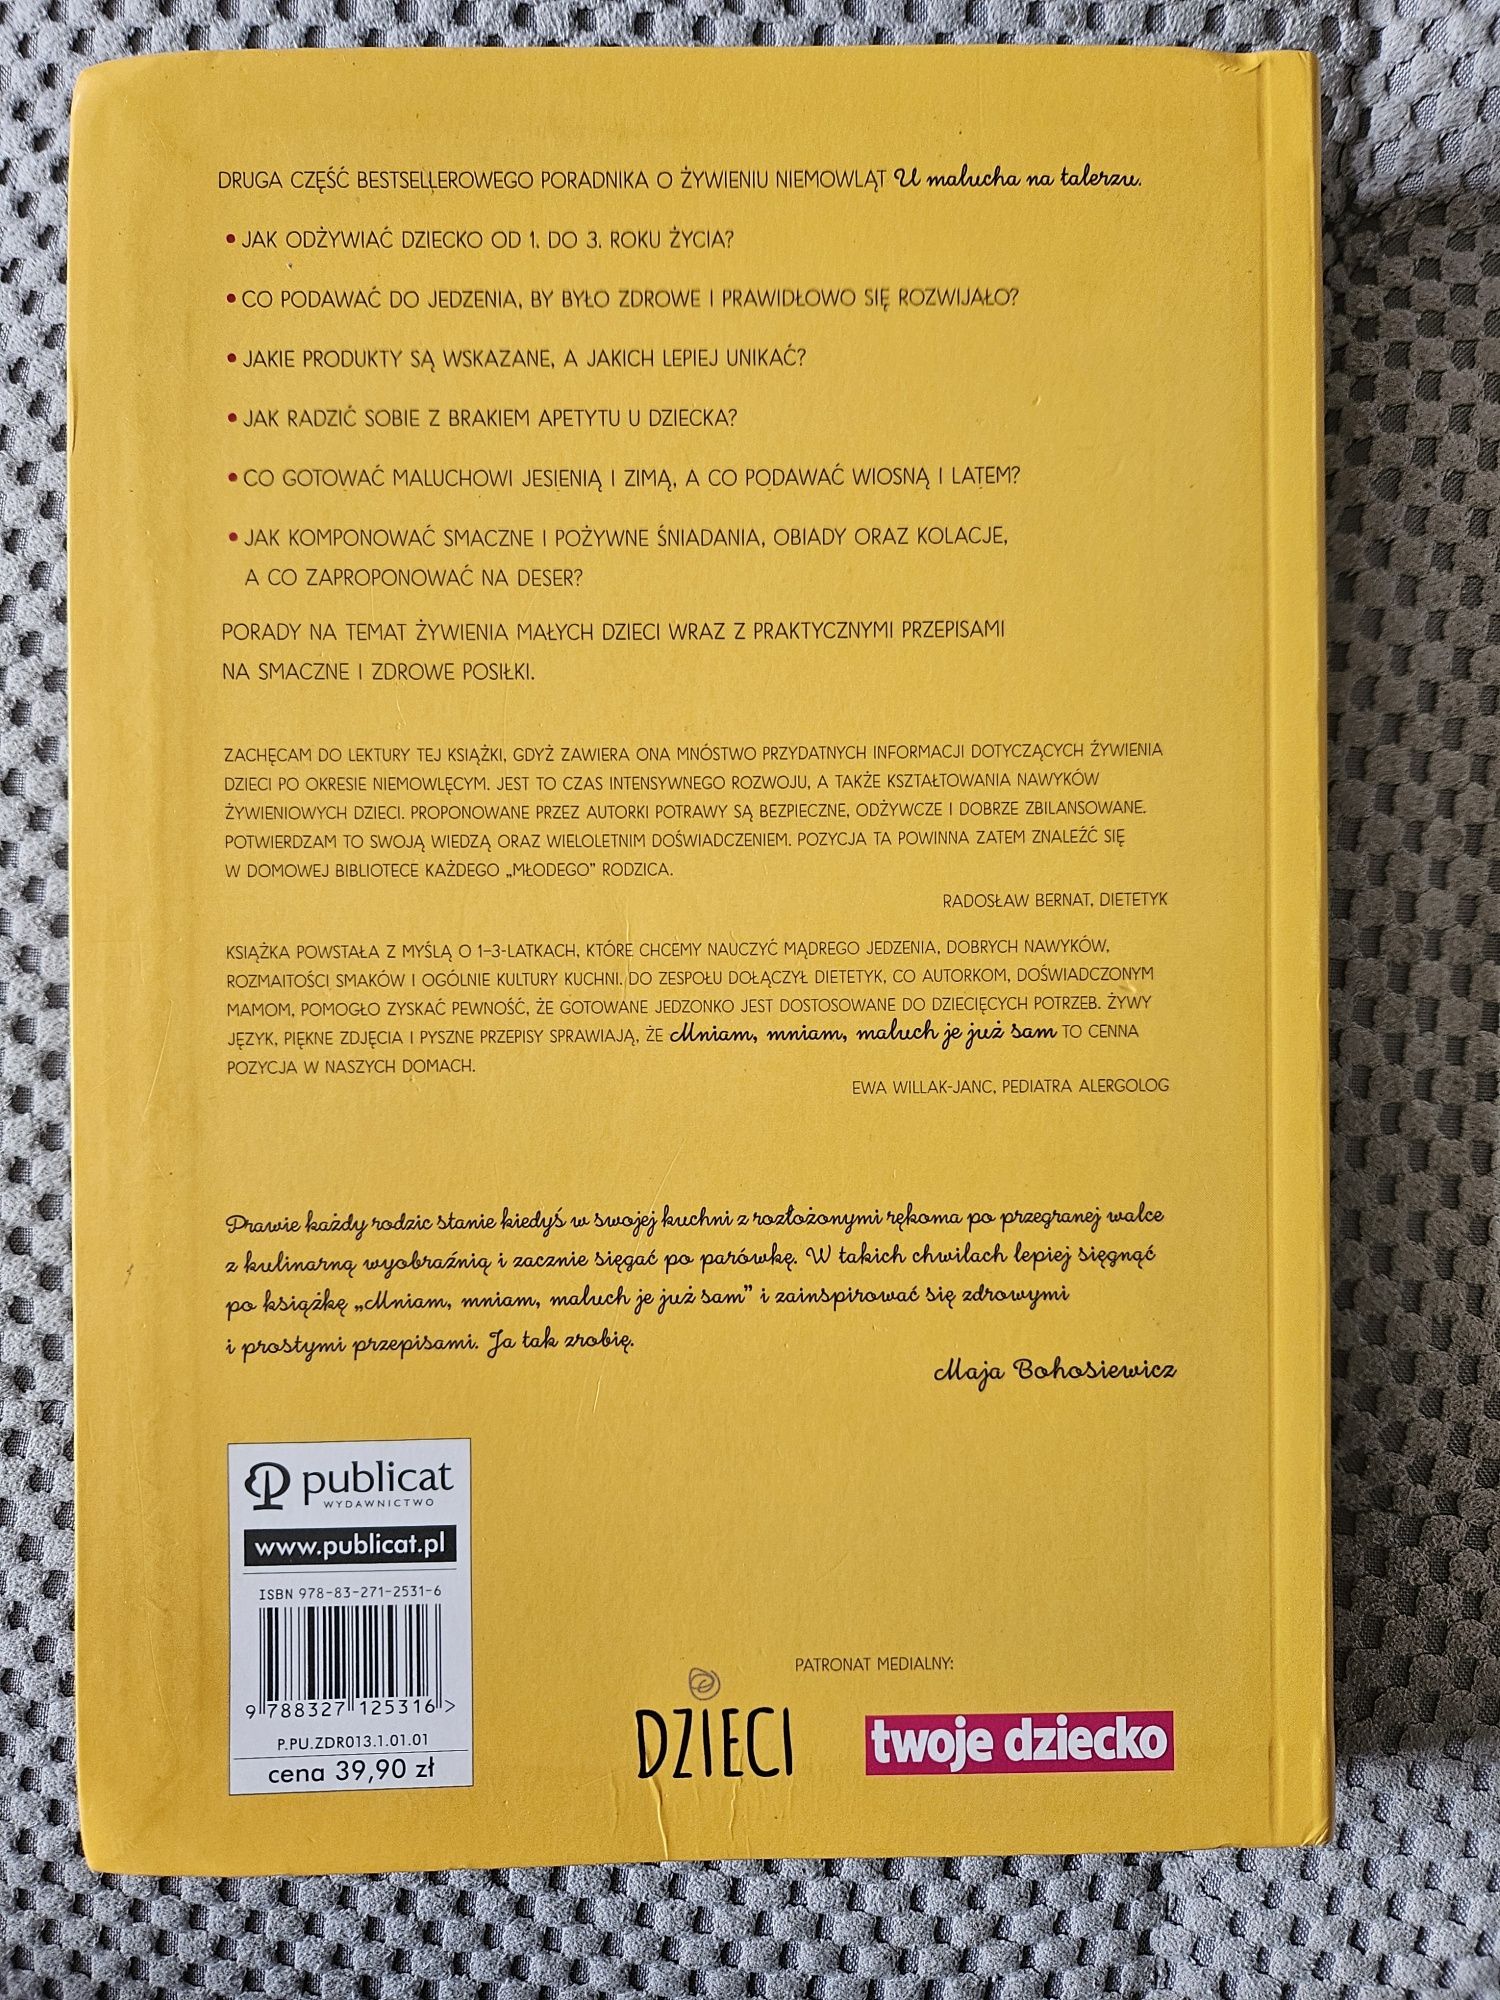 DRUGA CZĘŚĆ BESTSELLEROWEGO PORADNIKA O ŻYWIENIU NIEMOWLĄT U malucha na talerzu.
• JAK ODŻYWIAĆ DZIECKO OD 1. DO 3. ROKU ŻYCIA?
• CO PODAWAĆ DO JEDZENIA, BY BYŁO ZDROWE I PRAWIDŁOWO SIĘ ROZWIJAŁO?
• JAKIE PRODUKTY SĄ WSKAZANE, A JAKICH LEPIEJ UNIKAĆ?
• JAK RADZIĆ SOBIE Z BRAKIEM APETYTU U DZIECKA?
• CO GOTOWAĆ MALUCHOWI JESIENIĄ I ZIMĄ, A CO PODAWAĆ WIOSNĄ I LATEM?
• JAK KOMPONOWAĆ SMACZNE I POŻYWNE ŚNIADANIA, OBIADY ORAZ KOLACJE,
A CO ZAPROPONOWAĆ NA DESER?
PORADY NA TEMAT ŻYWIENIA MAŁYCH DZIECI WRAZ Z PRAKTYCZNYMI PRZEPISAMI
NA SMACZNE I ZDROWE POSIŁKI.
ZACHĘCAM DO LEKTURY TEJ KSIĄŻKI, GDYŻ ZAWIERA ONA MNÓSTWO PRZYDATNYCH INFORMACJI DOTYCZĄCYCH ŻYWIENIA
DZIECI PO OKRESIE NIEMOWLĘCYM. JEST TO CZAS INTENSYWNEGO ROZWOJU, A TAKŻE KSZTAŁTOWANIA NAWYKÓW
ŻYWIENIOWYCH DZIECI. PROPONOWANE PRZEZ AUTORKI POTRAWY SĄ BEZPIECZNE, ODŻYWCZE I DOBRZE ZBILANSOWANE.
POTWIERDZAM TO SWOJĄ WIEDZĄ ORAZ WIELOLETNIM DOŚWIADCZENIEM. POZYCJA TA POWINNA ZATEM ZNALEŹĆ SIĘ
W DOMOWEJ BIBLIOTECE KAŻDEGO „MŁODEGO” RODZICA.
RADOSŁAW BERNAT, DIETETYK
KSIĄŻKA POWSTAŁA Z MYŚLĄ O 1–3-LATKACH, KTÓRE CHCEMY NAUCZYĆ MĄDREGO JEDZENIA, DOBRYCH NAWYKÓW,
ROZMAITOŚCI SMAKÓW I OGÓLNIE KULTURY KUCHNI. DO ZESPOŁU DOŁĄCZYŁ DIETETYK, CO AUTORKOM, DOŚWIADCZONYM
MAMOM, POMOGŁO ZYSKAĆ PEWNOŚĆ, ŻE GOTOWANE JEDZONKO JEST DOSTOSOWANE DO DZIECIĘCYCH POTRZEB. ŻYWY
JĘZYK, PIĘKNE ZDJĘCIA I PYSZNE PRZEPISY SPRAWIAJĄ, ŻE Mniam, mniam, maluch je już sam TO CENNA
POZYCJA W NASZYCH DOMACH.
EWA WILLAK-JANC, PEDIATRA ALERGOLOG
Prawie każdy rodzic stanie kiedyś w swojej kuchni z rozłożonymi rękoma po przegranej walce
z kulinarną wyobraźnią i zacznie sięgać po parówkę. W takich chwilach lepiej sięgnąć
po książkę „Mniam, mniam, maluch je już sam” i zainspirować się zdrowymi
i prostymi przepisami. Ja tak zrobię.
Maja Bohosiewicz
publicat
WYDAWNICTWO
www.publicat.pl
ISBN 978-83-271-2531-6
9 788327 125316 >
P.PU.ZDR013.1.01.01
cena 39,90 zł
PATRONAT MEDIALNY:
DZIECI
twoje dziecko